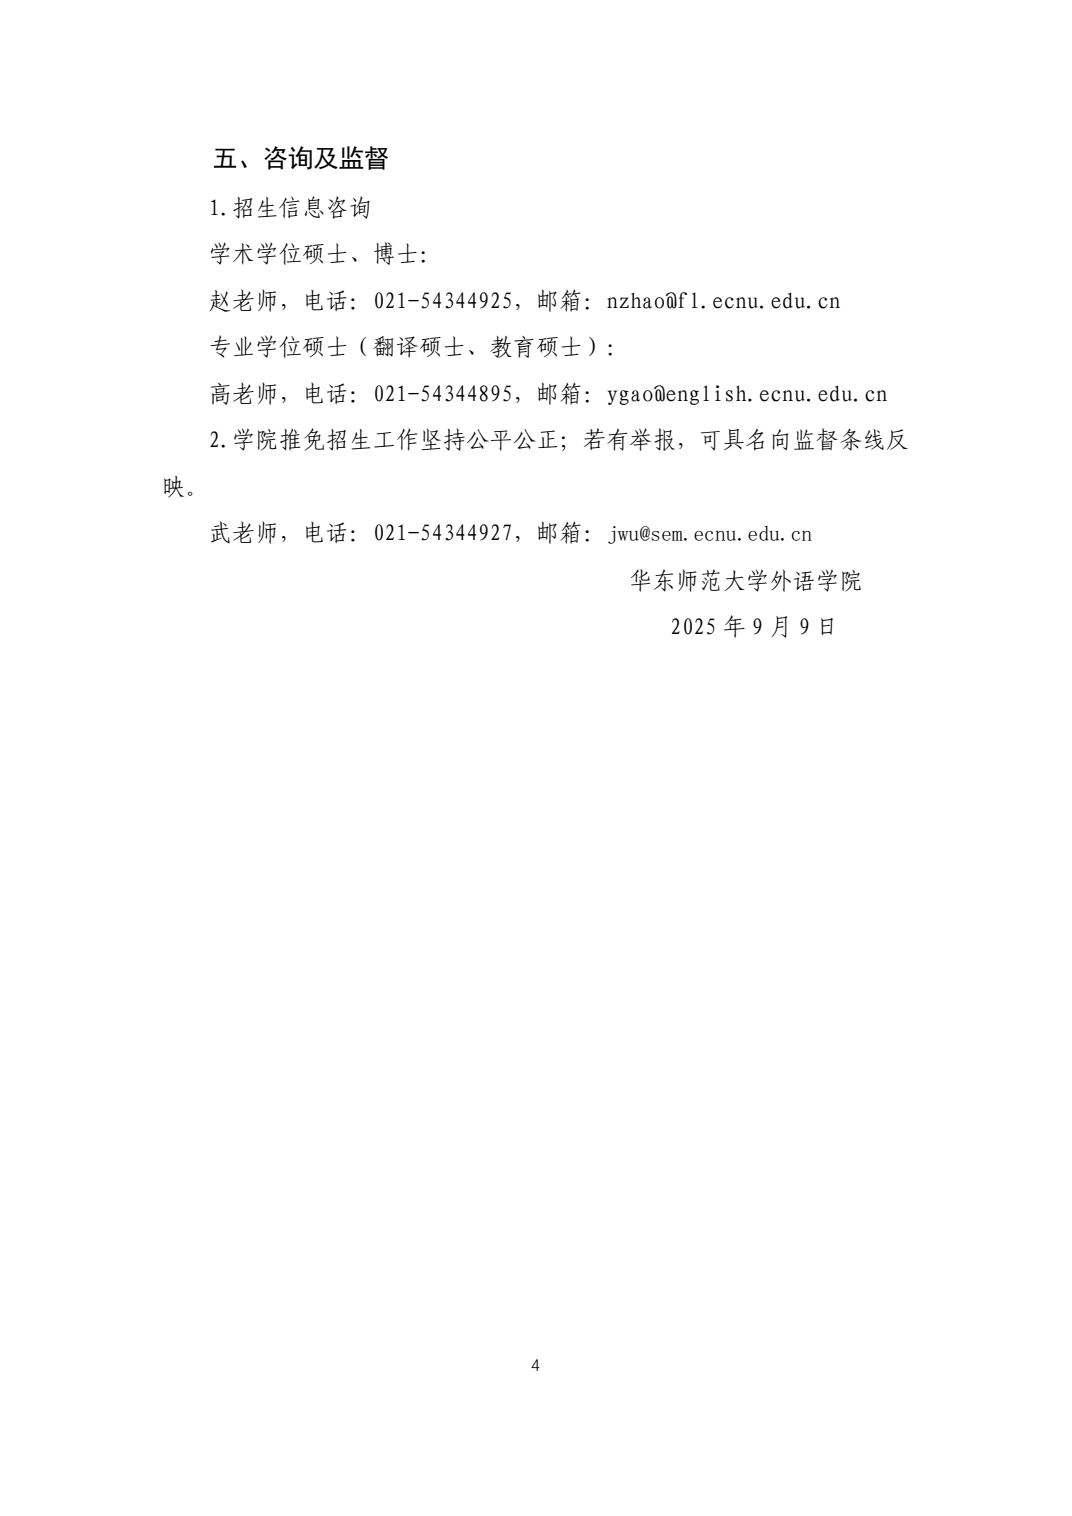 五、咨询及监督
1.招生信息咨询
学术学位硕士、博士：
赵老师，电话：021-54344925，邮箱：nzhao@fl.ecnu.edu.cn
专业学位硕士（翻译硕士、教育硕士）：
高老师，电话：021-54344895，邮箱：ygao@english.ecnu.edu.cn
2.学院推免招生工作坚持公平公正；若有举报，可具名向监督条线反
映。
武老师，电话：021-54344927，邮箱：jwu@sem.ecnu.edu.cn
华东师范大学外语学院
2025 年 9 月 9 日
4